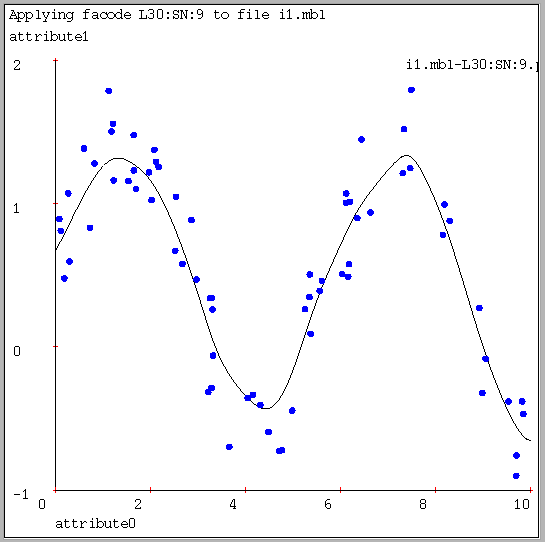 Applying facode L30:SN:9 to file i1.mbl
attribute1
i1.mbl-L30:SN:9.p
2
1
0
-1
0 2 4 6 8 10
attribute0